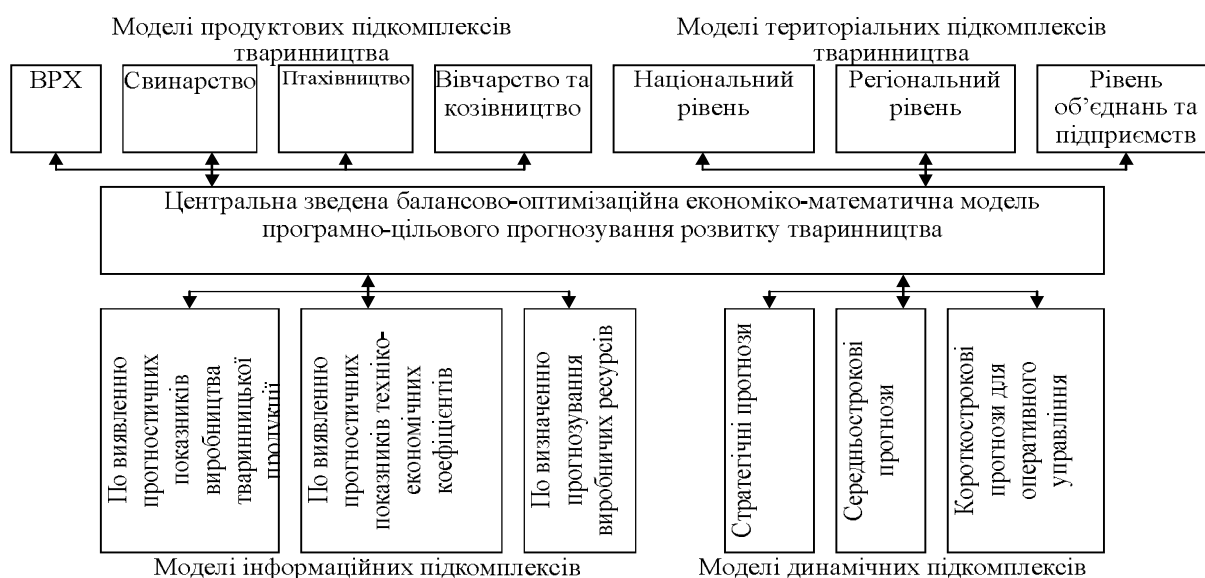 Моделі продуктових підкомплексів
тваринництва
Моделі територіальних підкомплексів
тваринництва
ВРХ
Свинарство
Птахівництво
Вівчарство та
козівництво
Національний
рівень
Регіональний
рівень
Рівень
об’єднань та
підприємств
Центральна зведена балансово-оптимізаційна економіко-математична модель
програмно-цільового прогнозування розвитку тваринництва
По виявленню
прогностичних
показників
виробництва
тваринницької
продукції
По виявленню
прогностичних
показників техніко-
економічних
коефіцієнтів
По визначенню
прогнозування
виробничих ресурсів
Стратегічні прогнози
Середньострокові
прогнози
Короткострокові
прогнози для
оперативного
управління
Моделі інформаційних підкомплексів
Моделі динамічних підкомплексів